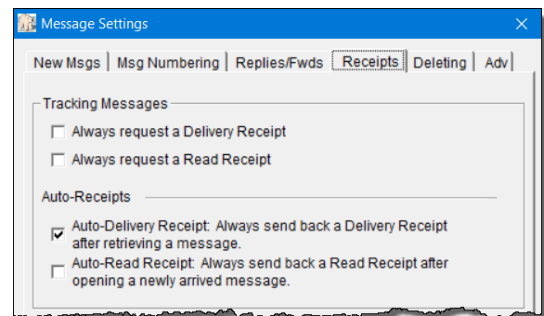 Message Settings
New Msgs Msg Numbering Replies/Fwds Receipts Deleting Adv
Tracking Messages
Always request a Delivery Receipt
Always request a Read Receipt
Auto-Receipts
Auto-Delivery Receipt: Always send back a Delivery Receipt
after retrieving a message.
Auto-Read Receipt: Always send back a Read Receipt after
opening a newly arrived message.